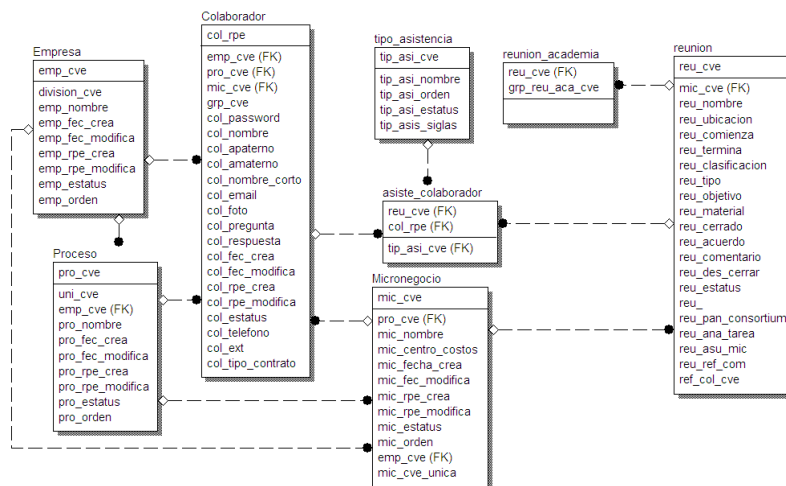 Empresa
emp_cve
division_cve
emp_nombre
emp_fec_crea
emp_fec_modifica
emp_rpe_crea
emp_rpe_modifica
emp_estatus
emp_orden
Proceso
pro_cve
uni_cve
emp_cve (FK)
pro_nombre
pro_fec_crea
pro_fec_modifica
pro_rpe_crea
pro_rpe_modifica
pro_estatus
pro_orden
Colaborador
col_rpe
emp_cve (FK)
pro_cve (FK)
mic_cve (FK)
grp_cve
col_password
col_nombre
col_apaterno
col_amaterno
col_nombre_corto
col_email
col_foto
col_pregunta
col_respuesta
col_fec_crea
col_fec_modifica
col_rpe_crea
col_rpe_modifica
col_estatus
col_telefono
col_ext
col_tipo_contrato
tipo_asistencia
tip_asi_cve
tip_asi_nombre
tip_asi_orden
tip_asi_estatus
tip_asis_siglas
asiste_colaborador
reu_cve (FK)
col_rpe (FK)
tip_asi_cve (FK)
Micronegocio
mic_cve
pro_cve (FK)
mic_nombre
mic_centro_costos
mic_fecha_crea
mic_fec_modifica
mic_rpe_crea
mic_rpe_modifica
mic_estatus
mic_orden
emp_cve (FK)
mic_cve_unica
reunion_academia
reu_cve (FK)
grp_reu_aca_cve
reunion
reu_cve
mic_cve (FK)
reu_nombre
reu_ubicacion
reu_comienza
reu_termina
reu_clasificacion
reu_tipo
reu_objetivo
reu_material
reu_cerrado
reu_acuerdo
reu_comentario
reu_des_cerrar
reu_estatus
reu_
reu_pan_consortium
reu_ana_tarea
reu_asu_mic
reu_ref_com
ref_col_cve